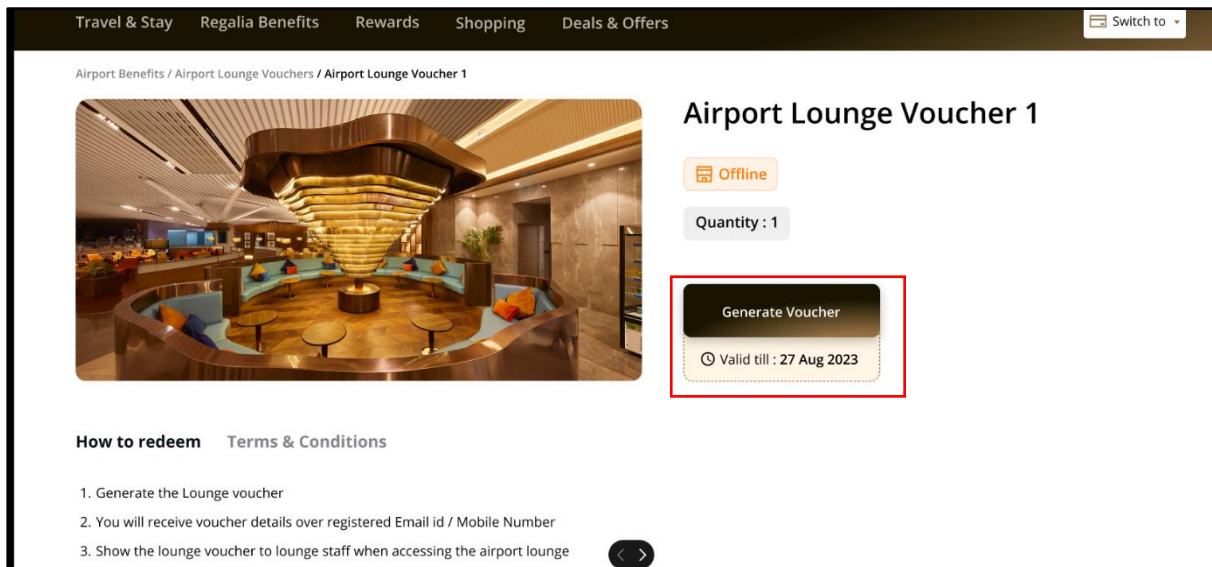 Travel & Stay Regalia Benefits Rewards Shopping Deals & Offers Switch to
Airport Benefits / Airport Lounge Vouchers / Airport Lounge Voucher 1
Airport Lounge Voucher 1
Offline
Quantity : 1
Generate Voucher
Valid till : 27 Aug 2023
How to redeem Terms & Conditions
1. Generate the Lounge voucher
2. You will receive voucher details over registered Email id / Mobile Number
3. Show the lounge voucher to lounge staff when accessing the airport lounge